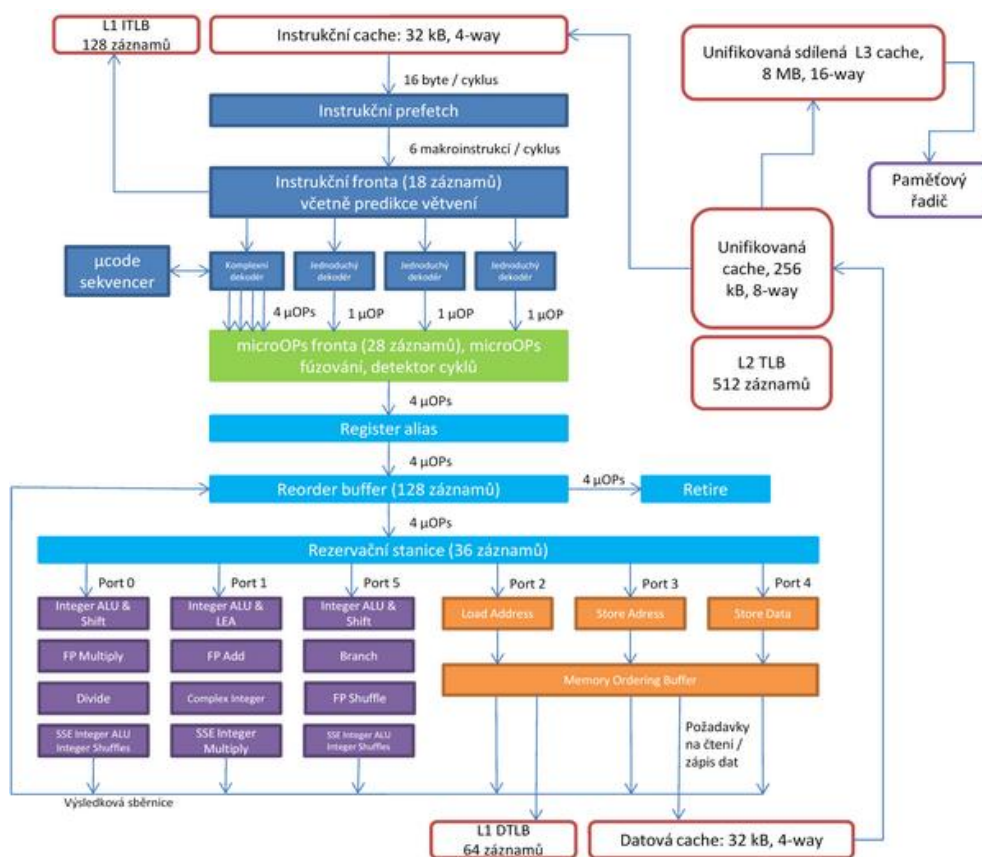 L1 ITLB
128 záznamů
Instrukční cache: 32 kB, 4-way
Unifikovaná sdílená L3 cache,
8 MB, 16-way
16 byte / cyklus
Instrukční prefetch
6 makroinstrukcí / cyklus
Paměťový
řadič
Instrukční fronta (18 záznamů)
včetně predikce větvení
Unifikovaná
cache, 256
kB, 8-way
µcode
sekvencer
Komplexní
dekodér
Jednoduchý
dekodér
Jednoduchý
dekodér
Jednoduchý
dekodér
4 µOPs
1 µOP
1 µOP
1 µOP
microOPs fronta (28 záznamů), microOPs
fúzování, detektor cyklů
L2 TLB
512 záznamů
4 µOPs
Register alias
4 µOPs
Reorder buffer (128 záznamů)
4 µOPs
Retire
4 µOPs
Rezervační stanice (36 záznamů)
Port 0
Port 1
Port 5
Port 2
Port 3
Port 4
Integer ALU &
Shift
Integer ALU &
LEA
Integer ALU &
Shift
Load Address
Store Adress
Store Data
FP Multiply
FP Add
Branch
Memory Ordering Buffer
Divide
Complex Integer
FP Shuffle
SSE Integer ALU
Integer Shuffles
SSE Integer
Multiply
SSE Integer ALU
Integer Shuffles
Požadavky
na čtení /
zápis dat
Výsledková sběrnice
L1 DTLB
64 záznamů
Datová cache: 32 kB, 4-way